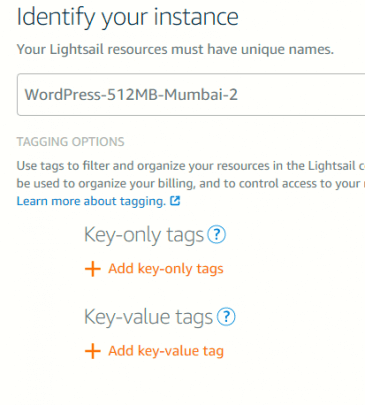 Identify your instance
Your Lightsail resources must have unique names.
WordPress-512MB-Mumbai-2
TAGGING OPTIONS
Use tags to filter and organize your resources in the Lightsail
be used to organize your billing, and to control access to your
Learn more about tagging.
Key-only tags ?
+ Add key-only tags
Key-value tags ?
+ Add key-value tag